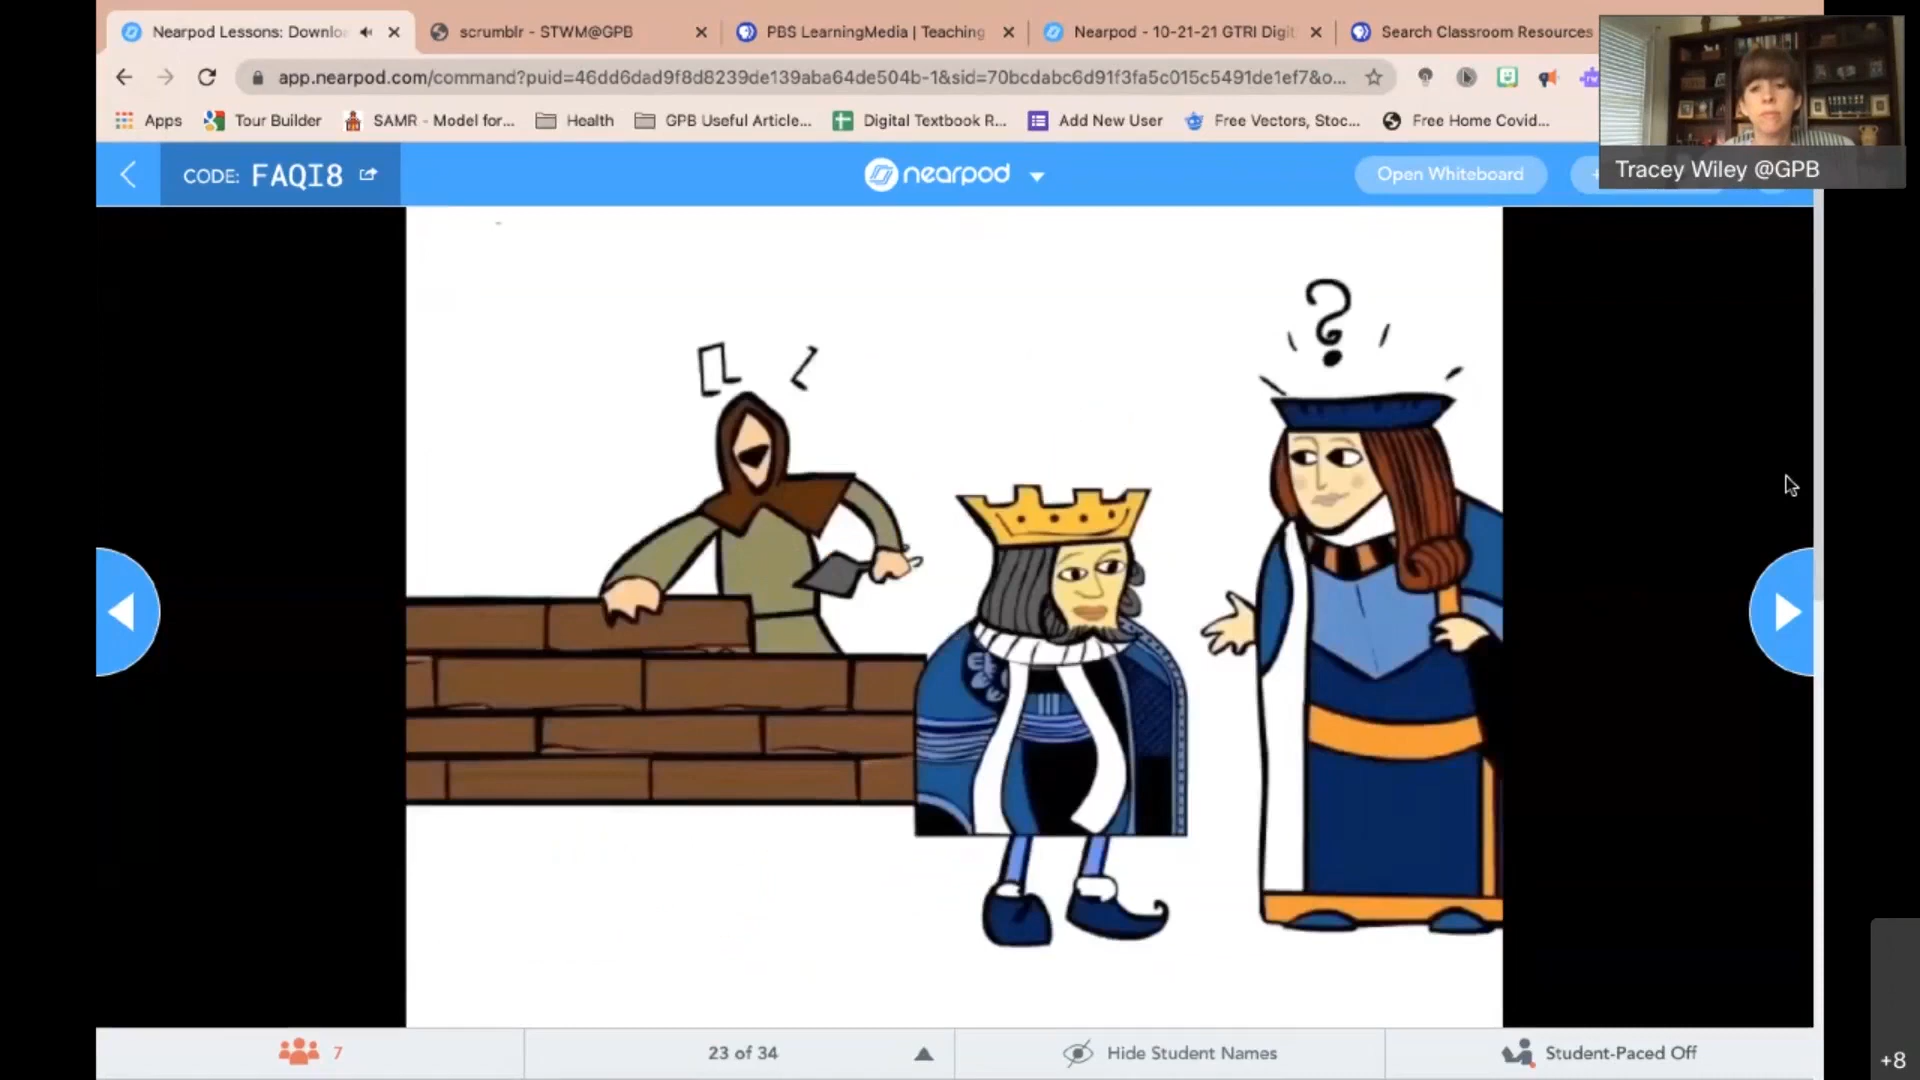 Nearpod Lessons: Downlo
scrumblr - STWM@GPB
PBS LearningMedia | Teaching
Nearpod - 10-21-21 GTRI Digit
Search Classroom Resources
app.nearpod.com/command?puid=46dd6dad9f8d8239de139aba64de504b-1&sid=70bcdabc6d91f3fa5c015c5491de1ef7&o...
Apps
Tour Builder
SAMR - Model for...
Health
GPB Useful Article...
Digital Textbook R...
Add New User
Free Vectors, Stoc...
Free Home Covid...
Tracey Wiley @GPB
CODE: FAQI8
nearpod
Open Whiteboard
?
7
23 of 34
Hide Student Names
Student-Paced Off
+8